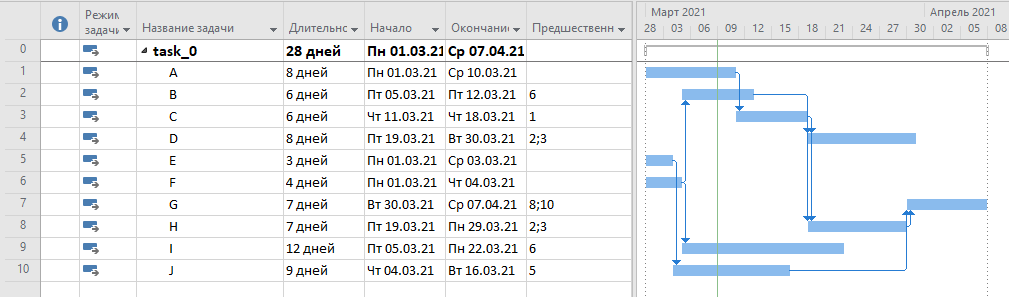 Режим задачи Название задачи Длительнс Начало Окончани Предшественн
0 task_0 28 дней Пн 01.03.21 Ср 07.04.21
1 A 8 дней Пн 01.03.21 Ср 10.03.21
2 B 6 дней Пт 05.03.21 Пт 12.03.21 6
3 C 6 дней Чт 11.03.21 Чт 18.03.21 1
4 D 8 дней Пт 19.03.21 Вт 30.03.21 2;3
5 E 3 дней Пн 01.03.21 Ср 03.03.21
6 F 4 дней Пн 01.03.21 Чт 04.03.21
7 G 7 дней Вт 30.03.21 Ср 07.04.21 8;10
8 H 7 дней Пт 19.03.21 Пн 29.03.21 2;3
9 I 12 дней Пт 05.03.21 Пн 22.03.21 6
10 J 9 дней Чт 04.03.21 Вт 16.03.21 5
Март 2021 Апрель 2021
28 03 06 09 12 15 18 21 24 27 30 02 05 08